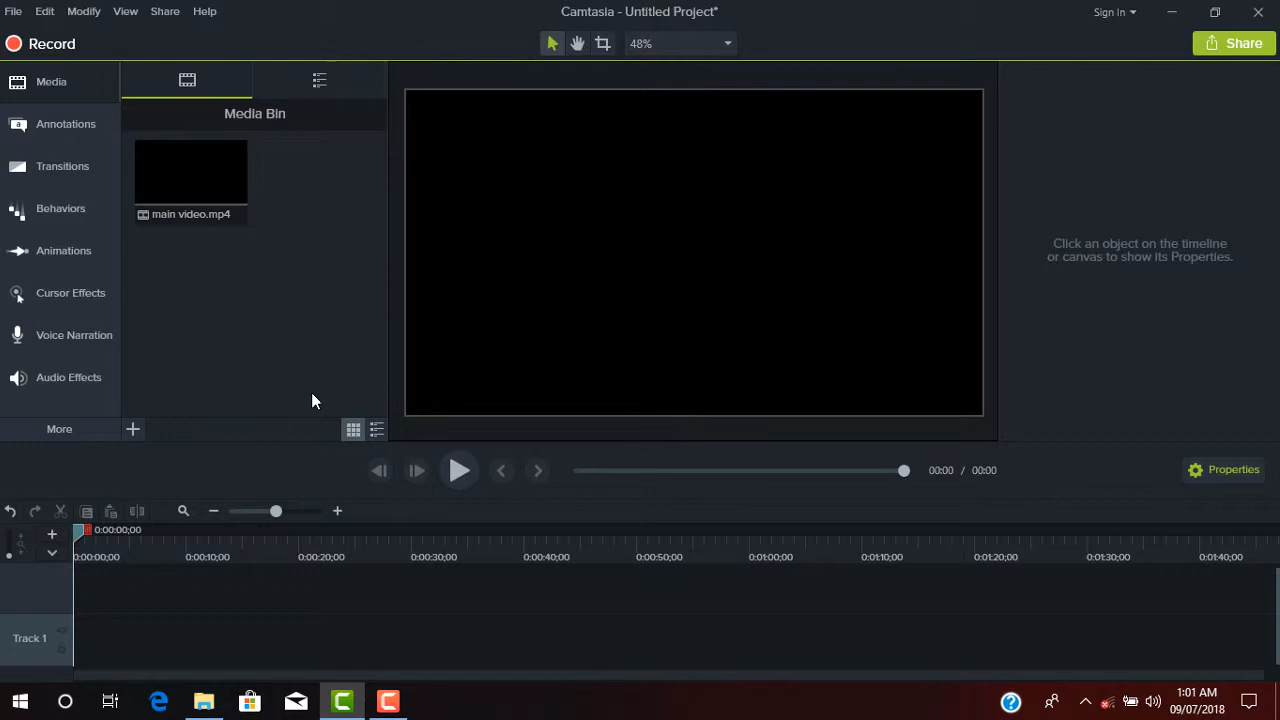 File Edit Modify View Share Help
Camtasia - Untitled Project*
Sign In
Record
48%
Share
Media
Annotations
Transitions
Behaviors
Animations
Cursor Effects
Voice Narration
Audio Effects
More
Media Bin
main video.mp4
Click an object on the timeline
or canvas to show its Properties.
00:00 / 00:00
Properties
0:00:00;00
0:00:00;00 0:00:10;00 0:00:20;00 0:00:30;00 0:00:40;00 0:00:50;00 0:01:00;00 0:01:10;00 0:01:20;00 0:01:30;00 0:01:40;00
Track 1
1:01 AM
09/07/2018